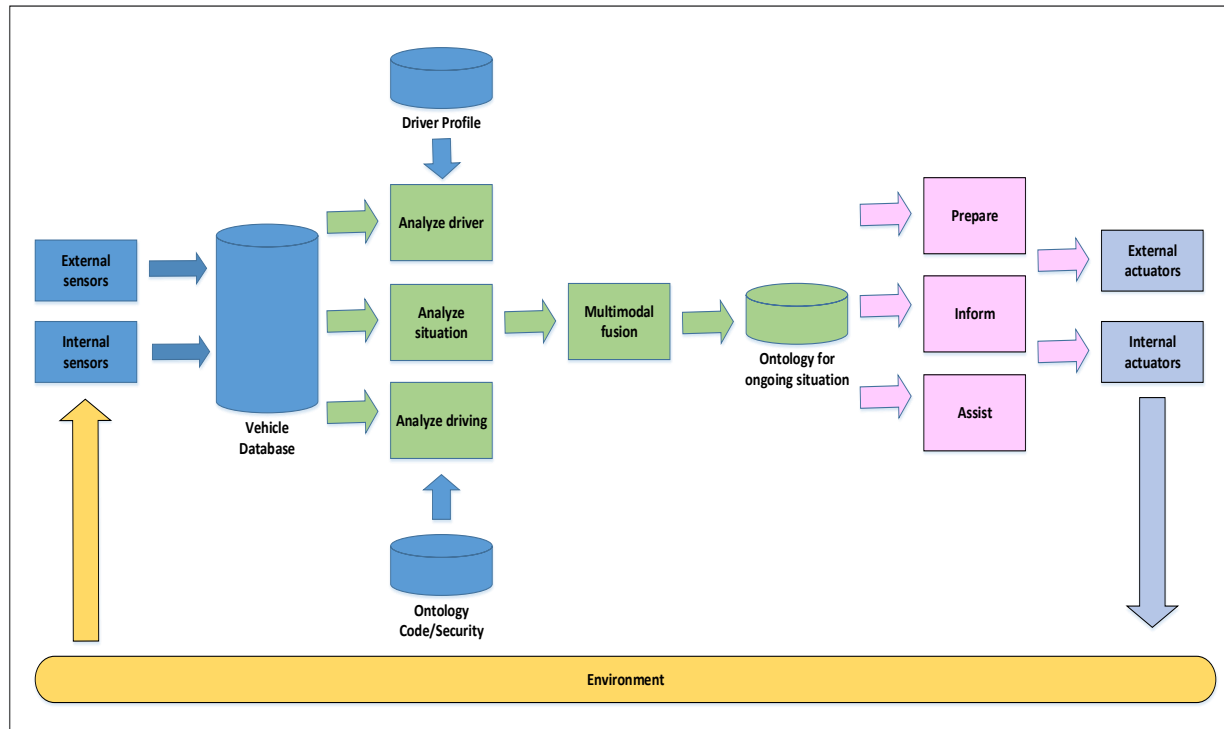 Driver Profile
Analyze driver
External
sensors
Internal
sensors
Vehicle
Database
Analyze
situation
Analyze driving
Ontology
Code/Security
Multimodal
fusion
Ontology for
ongoing situation
Prepare
Inform
Assist
External
actuators
Internal
actuators
Environment